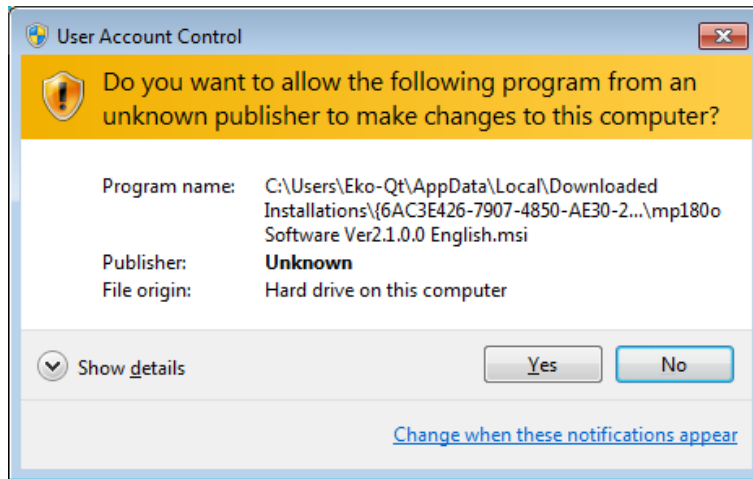 User Account Control
Do you want to allow the following program from an
unknown publisher to make changes to this computer?
Program name: C:\Users\Eko-Qt\AppData\Local\Downloaded
Installations\{6AC3E426-7907-4850-AE30-2...\mp180o
Software Ver2.1.0.0 English.msi
Publisher: Unknown
File origin: Hard drive on this computer
Show details Yes No
Change when these notifications appear